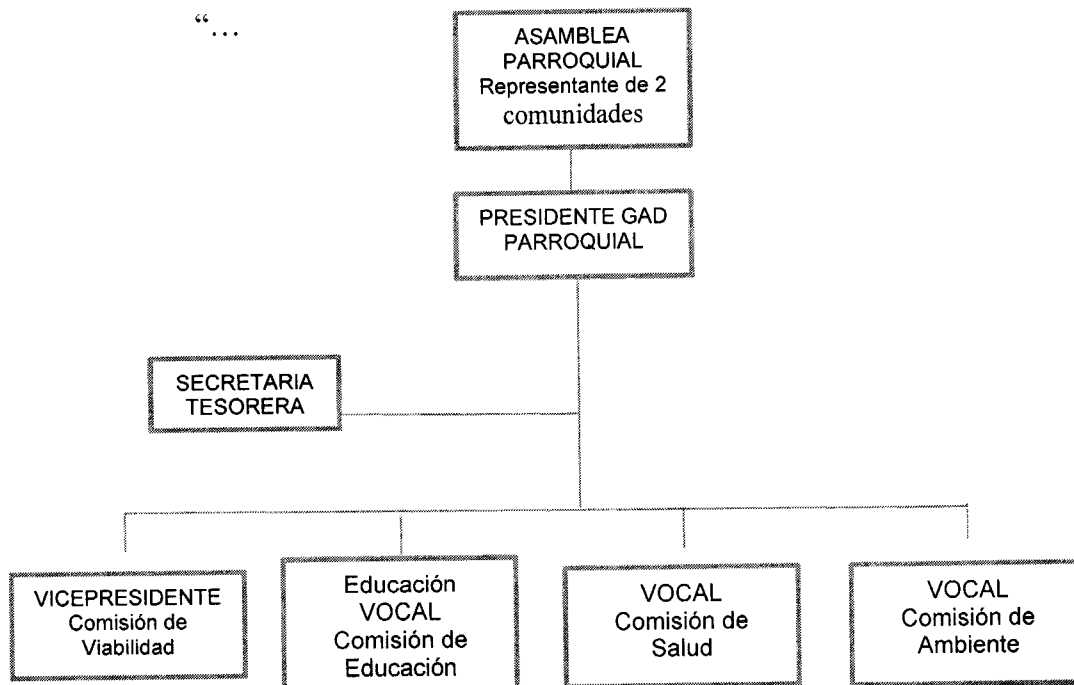 “...
ASAMBLEA
PARROQUIAL
Representante de 2
comunidades
PRESIDENTE GAD
PARROQUIAL
SECRETARIA
TESORERA
VICEPRESIDENTE
Comisión de
Viabilidad
Educación
VOCAL
Comisión de
Educación
VOCAL
Comisión de
Salud
VOCAL
Comisión de
Ambiente